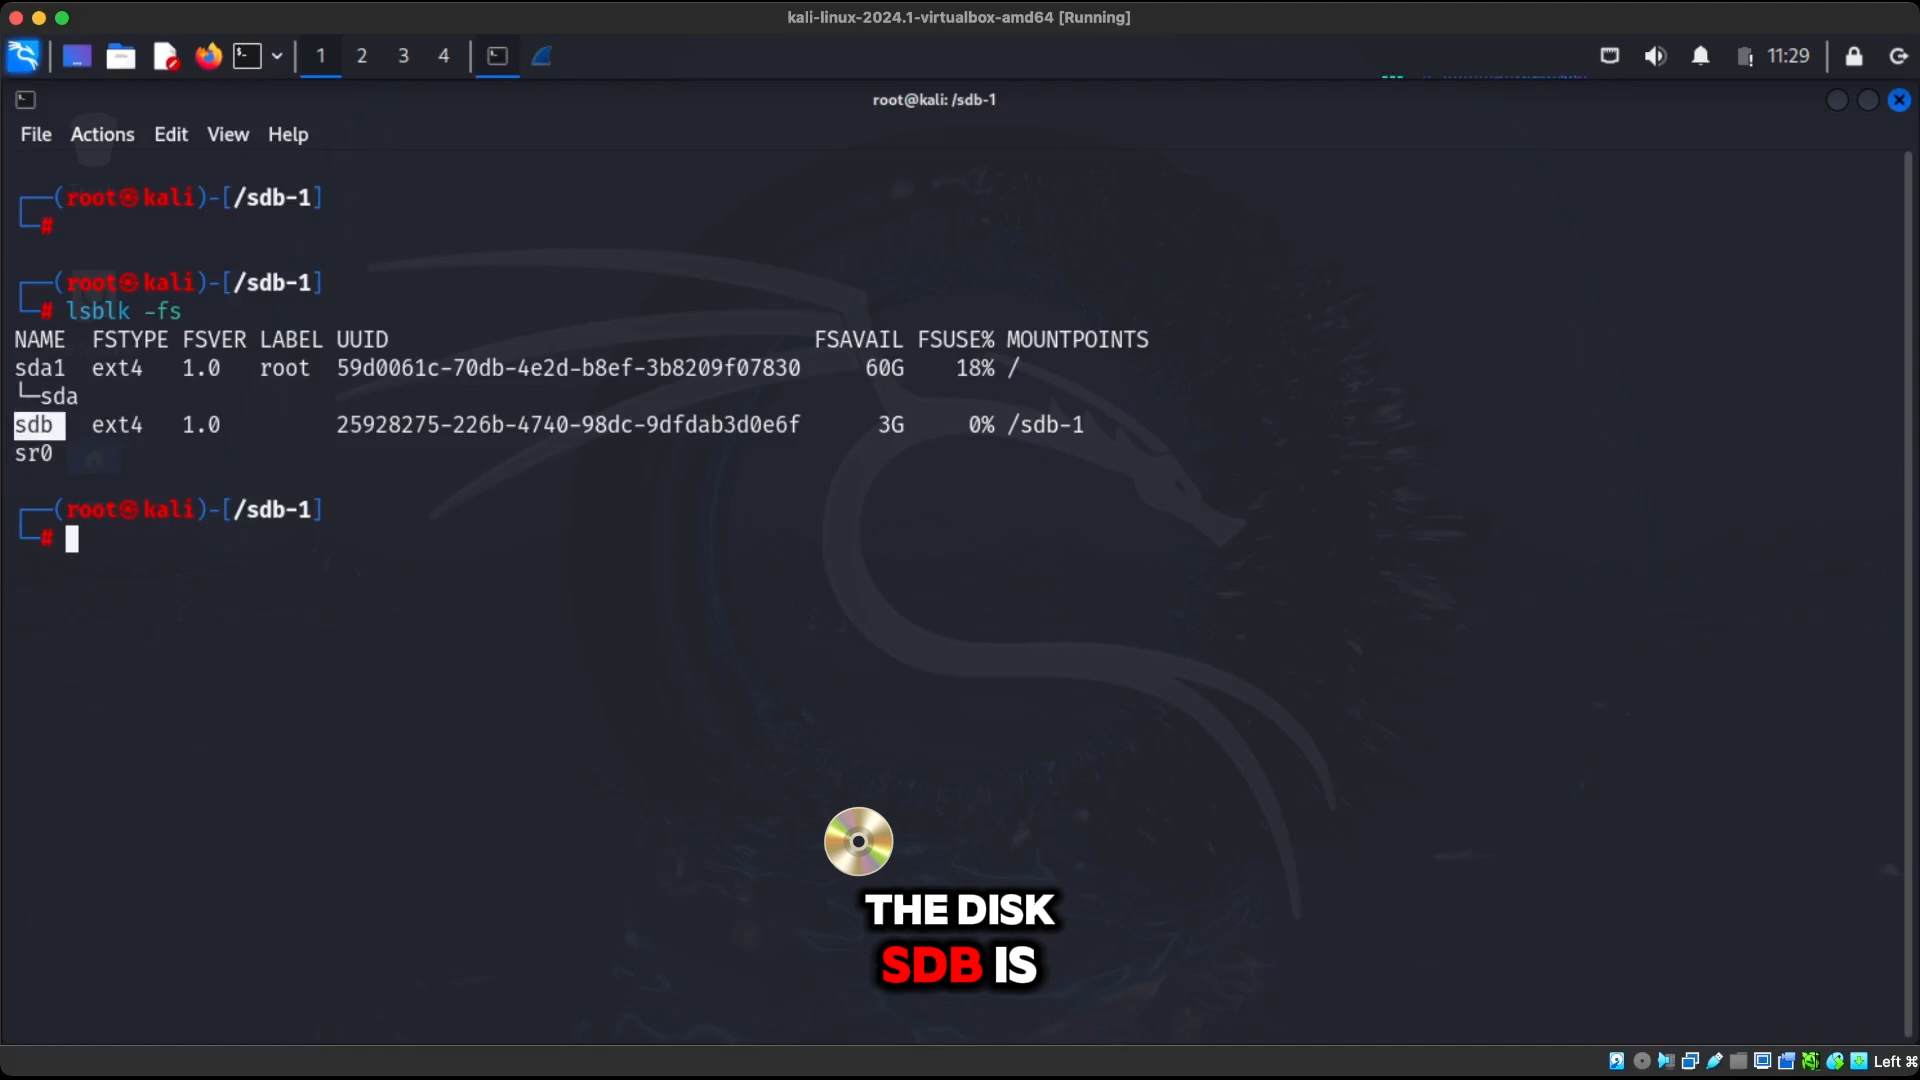 kali-linux-2024.1-virtualbox-amd64 [Running]
1 2 3 4 11:29
root@kali: /sdb-1
File Actions Edit View Help
┌──(root㉿kali)-[/sdb-1]
└─#
┌──(root㉿kali)-[/sdb-1]
└─# lsblk -fs
NAME FSTYPE FSVER LABEL UUID FSAVAIL FSUSE% MOUNTPOINTS
sda1 ext4 1.0 root 59d0061c-70db-4e2d-b8ef-3b8209f07830 60G 18% /
└─sda
sdb ext4 1.0 25928275-226b-4740-98dc-9dfdab3d0e6f 3G 0% /sdb-1
sr0
┌──(root㉿kali)-[/sdb-1]
└─#
THE DISK
SDB IS
Left ⌘